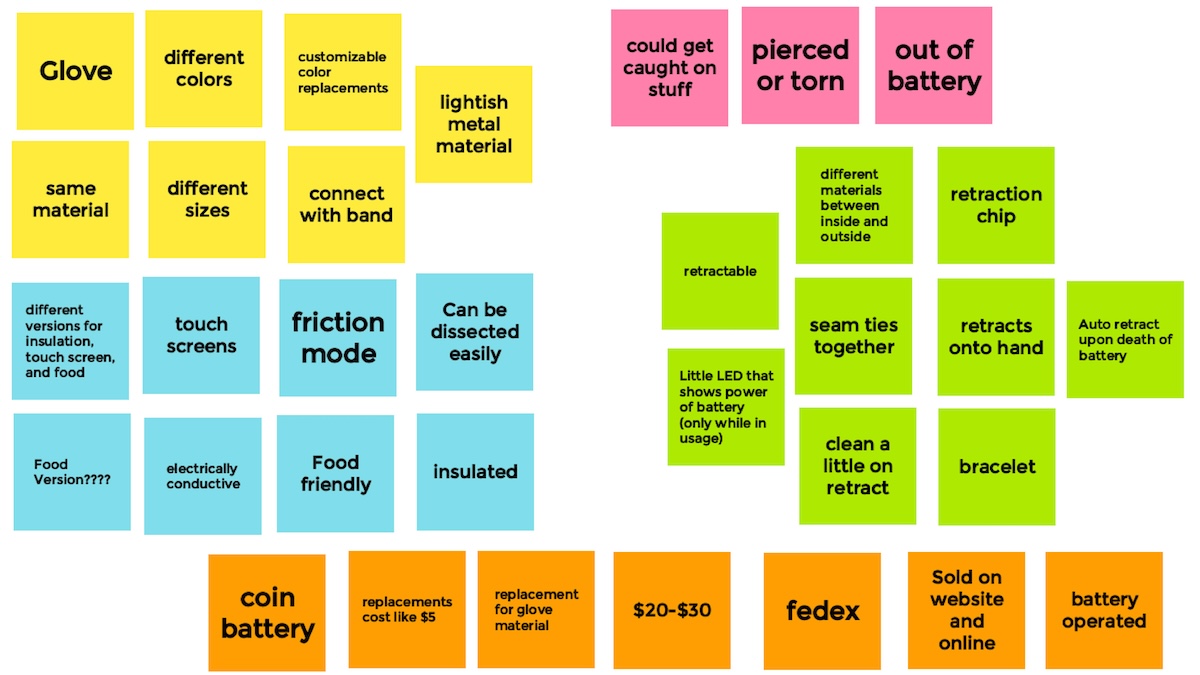 Glove
different
colors
customizable
color
replacements
lightish
metal
material
same
material
different
sizes
connect
with band
different
versions for
insulation,
touch screen,
and food
touch
screens
friction
mode
Can be
dissected
easily
Food
Version????
electrically
conductive
Food
friendly
insulated
could get
caught on
stuff
pierced
or torn
out of
battery
different
materials
between
inside and
outside
retraction
chip
retractable
seam ties
together
retracts
onto hand
Auto retract
upon death of
battery
Little LED that
shows power
of battery
(only while in
usage)
clean a
little on
retract
bracelet
coin
battery
replacements
cost like $5
replacement
for glove
material
$20-$30
fedex
Sold on
website
and
online
battery
operated